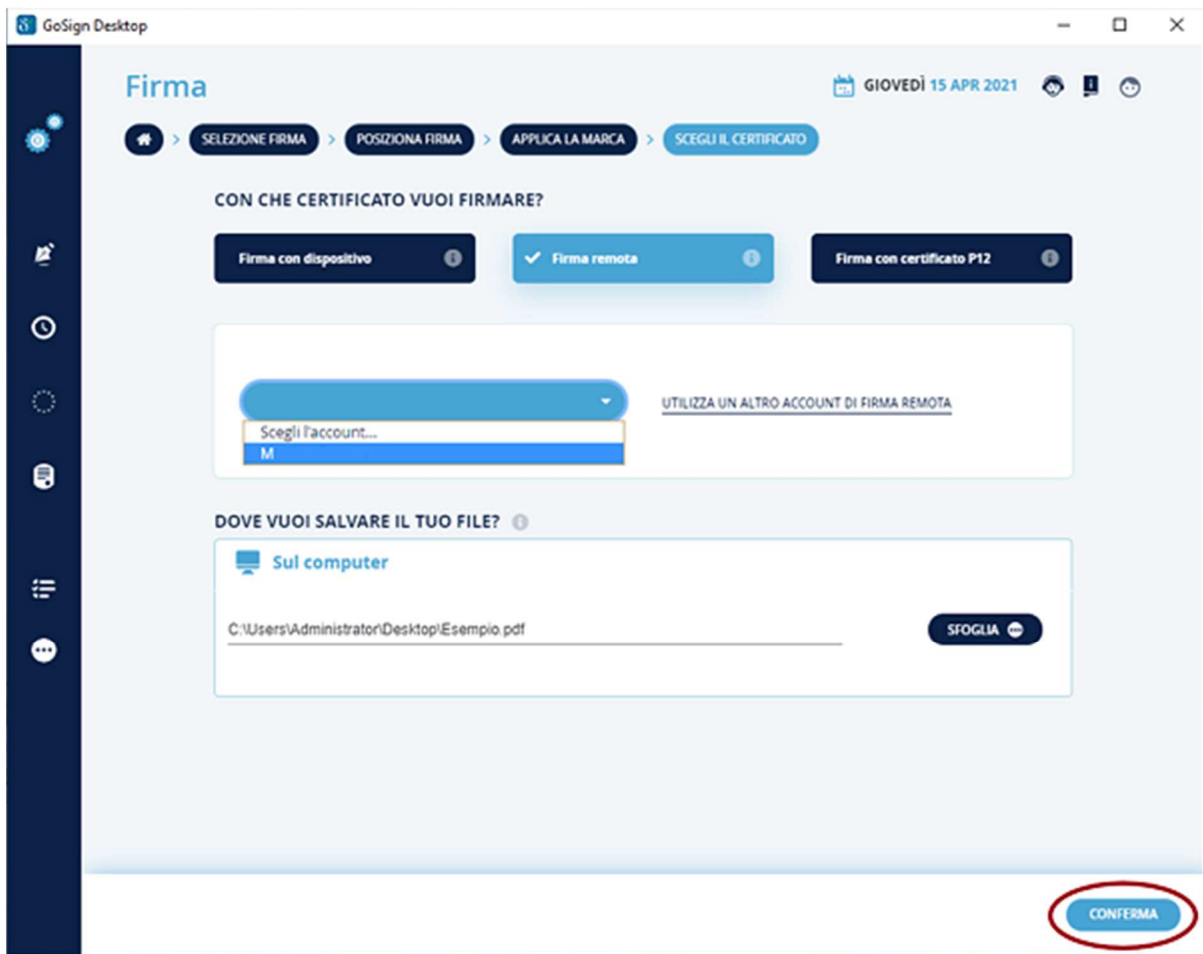 GoSign Desktop
Firma
GIOVEDÌ 15 APR 2021
SELEZIONE FIRMA > POSIZIONA FIRMA > APPLICA LA MARCA > SCEGLI IL CERTIFICATO
CON CHE CERTIFICATO VUOI FIRMARE?
Firma con dispositivo
Firma remota
Firma con certificato P12
UTILIZZA UN ALTRO ACCOUNT DI FIRMA REMOTA
Scegli l'account...
M
DOVE VUOI SALVARE IL TUO FILE?
Sul computer
C:\Users\Administrator\Desktop\Esempio.pdf
SFOGLIA
CONFERMA